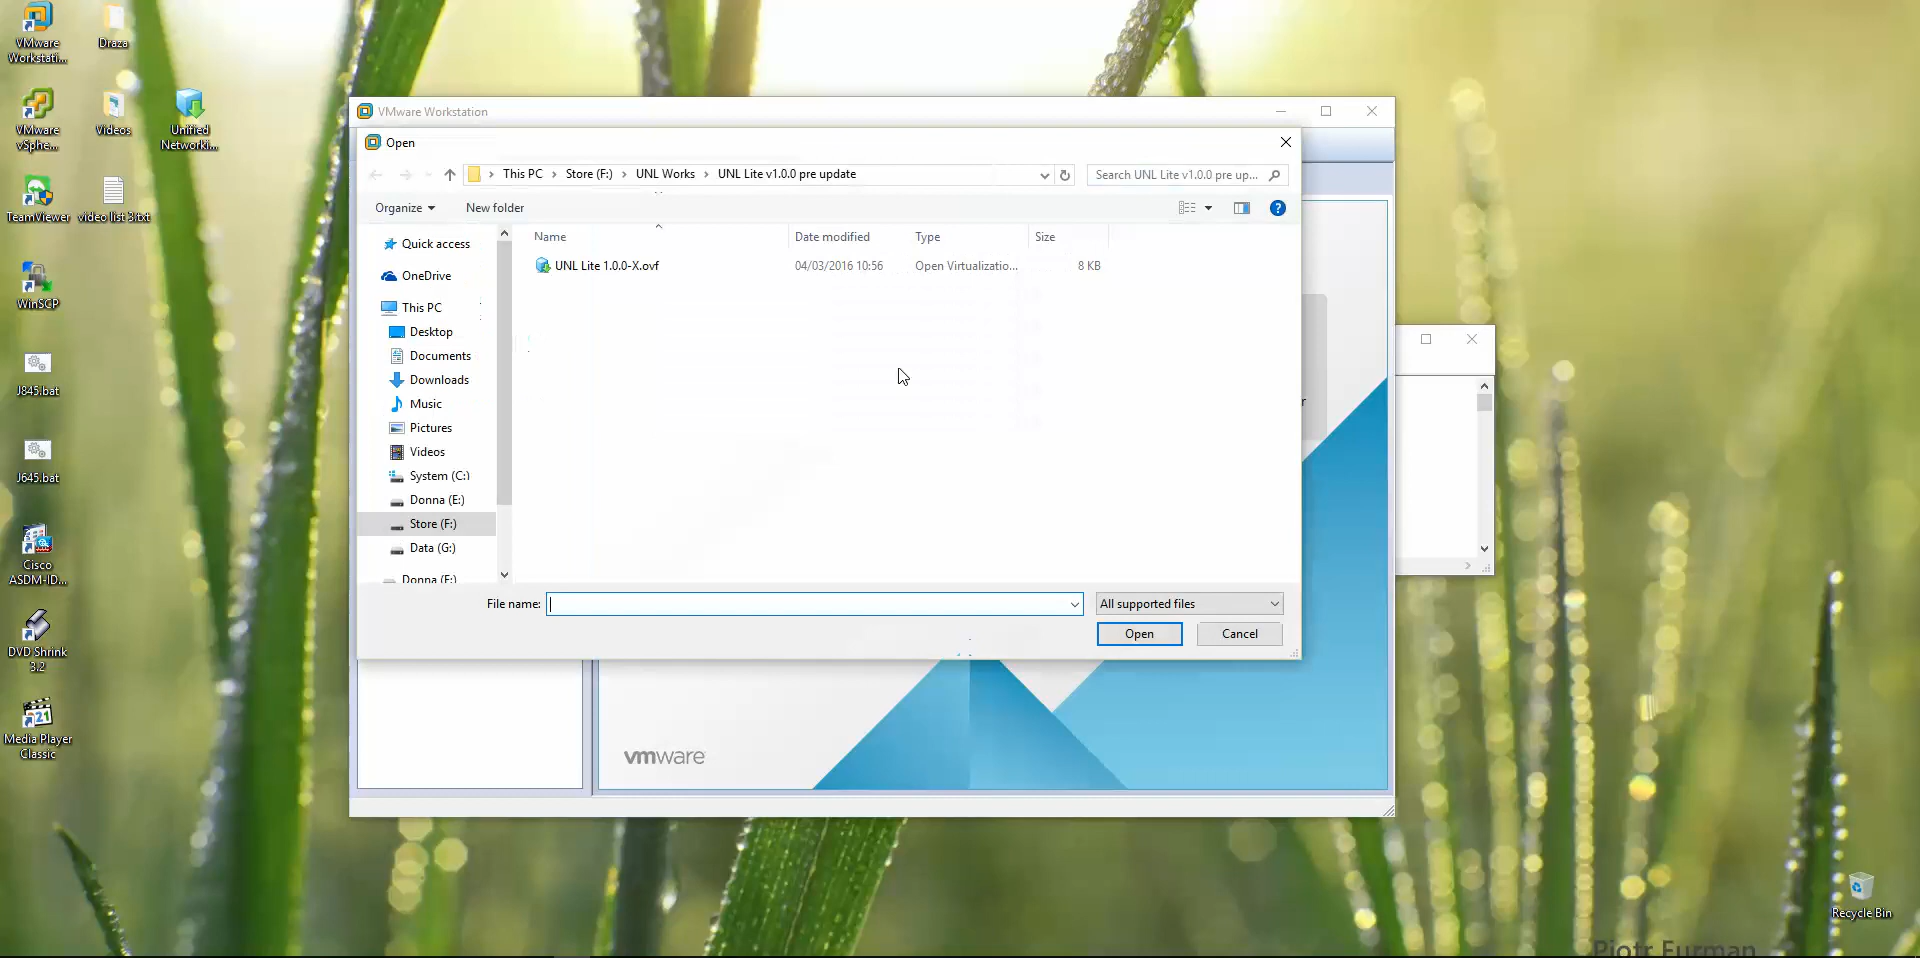 VMware
Workstati...
Draza
VMware
vSphe...
Videos
Unified
Networki...
TeamViewer
video list 3.txt
WinSCP
J845.bat
J645.bat
Cisco
ASDM-ID...
DVD Shrink
3.2
321
Media Player
Classic
VMware Workstation
Open
This PC > Store (F:) > UNL Works > UNL Lite v1.0.0 pre update
Search UNL Lite v1.0.0 pre up...
Organize
New folder
Name
Date modified
Type
Size
UNL Lite 1.0.0-X.ovf
04/03/2016 10:56
Open Virtualizatio...
8 KB
Quick access
OneDrive
This PC
Desktop
Documents
Downloads
Music
Pictures
Videos
System (C:)
Donna (E:)
Store (F:)
Data (G:)
Donna (E:)
File name:
All supported files
Open
Cancel
r
vmware
Recycle Bin
Piotr Furman